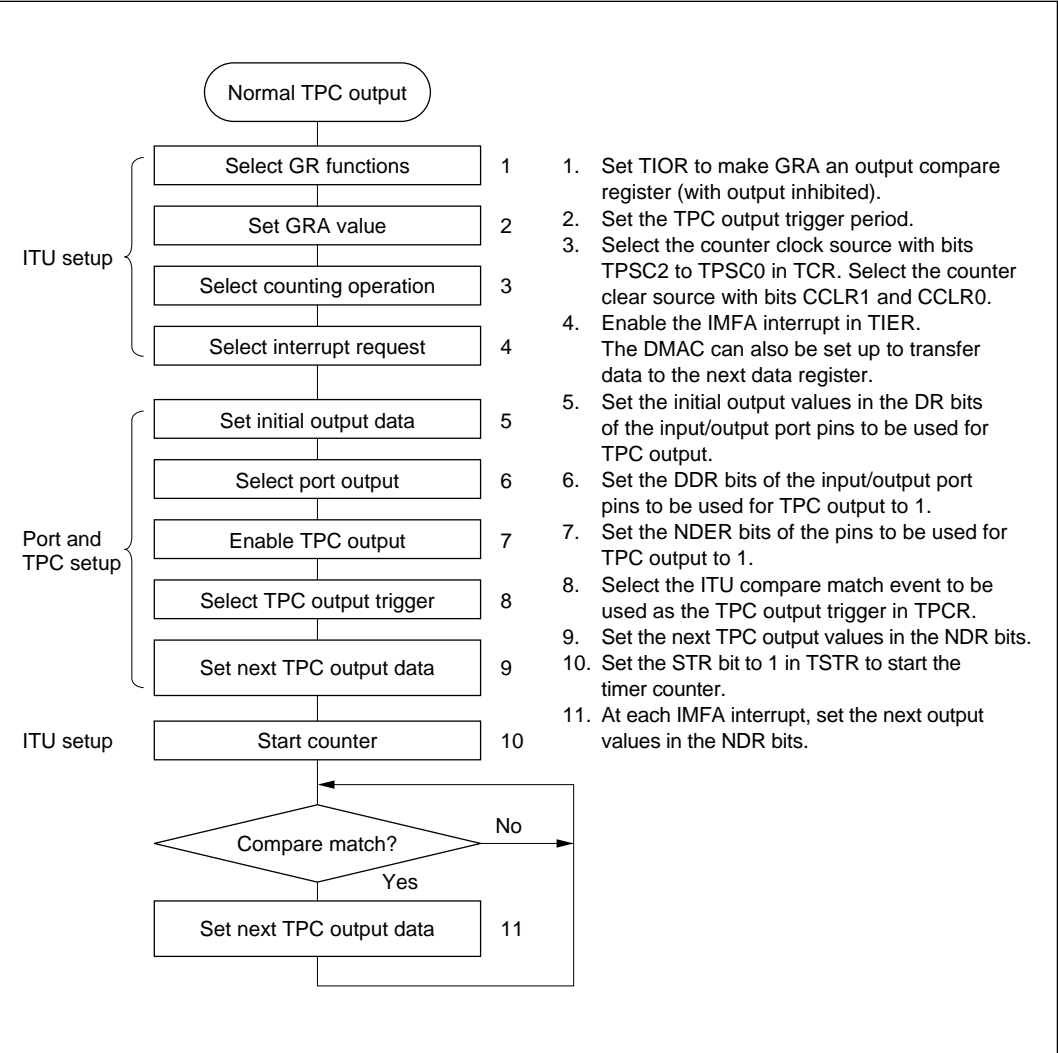 Normal TPC output
Select GR functions 1
Set GRA value 2
ITU setup
Select counting operation 3
Select interrupt request 4
Set initial output data 5
Select port output 6
Port and
TPC setup
Enable TPC output 7
Select TPC output trigger 8
Set next TPC output data 9
ITU setup
Start counter 10
Compare match?
No
Yes
Set next TPC output data 11
1. Set TIOR to make GRA an output compare
register (with output inhibited).
2. Set the TPC output trigger period.
3. Select the counter clock source with bits
TPSC2 to TPSC0 in TCR. Select the counter
clear source with bits CCLR1 and CCLR0.
4. Enable the IMFA interrupt in TIER.
The DMAC can also be set up to transfer
data to the next data register.
5. Set the initial output values in the DR bits
of the input/output port pins to be used for
TPC output.
6. Set the DDR bits of the input/output port
pins to be used for TPC output to 1.
7. Set the NDER bits of the pins to be used for
TPC output to 1.
8. Select the ITU compare match event to be
used as the TPC output trigger in TPCR.
9. Set the next TPC output values in the NDR bits.
10. Set the STR bit to 1 in TSTR to start the
timer counter.
11. At each IMFA interrupt, set the next output
values in the NDR bits.